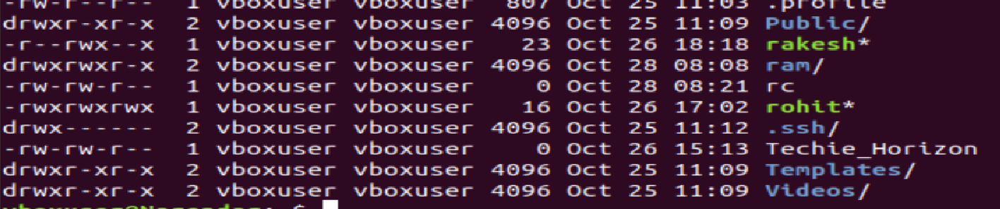 -rw-r--r-- 1 vboxuser vboxuser 807 Oct 25 11:03 .profile
drwxr-xr-x 2 vboxuser vboxuser 4096 Oct 25 11:09 Public/
-r--rwx--x 1 vboxuser vboxuser 23 Oct 26 18:18 rakesh*
drwxrwxr-x 2 vboxuser vboxuser 4096 Oct 28 08:08 ram/
-rw-rw-r-- 1 vboxuser vboxuser 0 Oct 28 08:21 rc
-rwxrwxrwx 1 vboxuser vboxuser 16 Oct 26 17:02 rohit*
drwx------ 2 vboxuser vboxuser 4096 Oct 25 11:12 .ssh/
-rw-rw-r-- 1 vboxuser vboxuser 0 Oct 26 15:13 Techie_Horizon
drwxr-xr-x 2 vboxuser vboxuser 4096 Oct 25 11:09 Templates/
drwxr-xr-x 2 vboxuser vboxuser 4096 Oct 25 11:09 Videos/